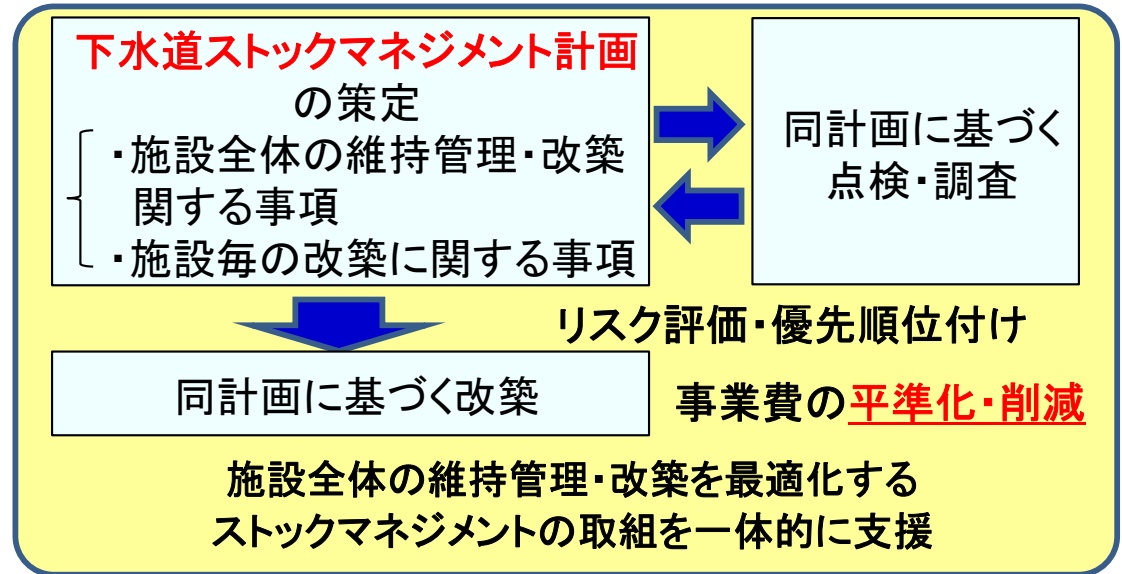 下水道ストックマネジメント計画
の策定
・施設全体の維持管理・改築
関する事項
・施設毎の改築に関する事項
同計画に基づく
点検・調査
リスク評価・優先順位付け
同計画に基づく改築
事業費の平準化・削減
施設全体の維持管理・改築を最適化する
ストックマネジメントの取組を一体的に支援